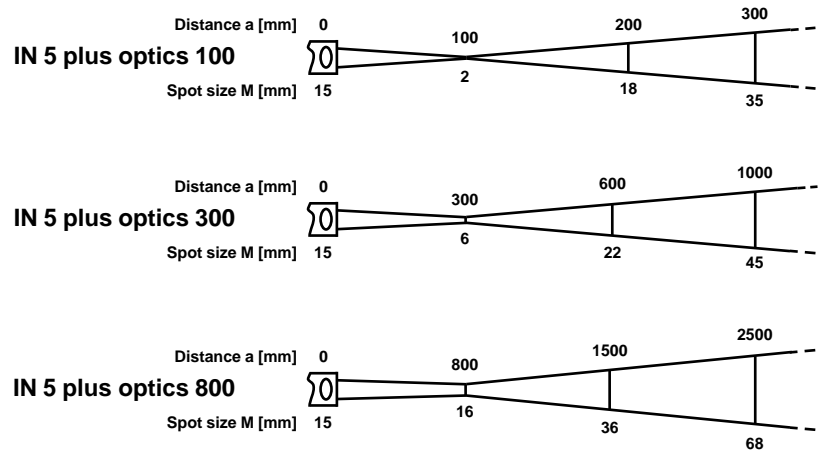 Distance a [mm] 0 100 200 300
IN 5 plus optics 100
Spot size M [mm] 15 2 18 35
Distance a [mm] 0 300 600 1000
IN 5 plus optics 300
Spot size M [mm] 15 6 22 45
Distance a [mm] 0 800 1500 2500
IN 5 plus optics 800
Spot size M [mm] 15 16 36 68